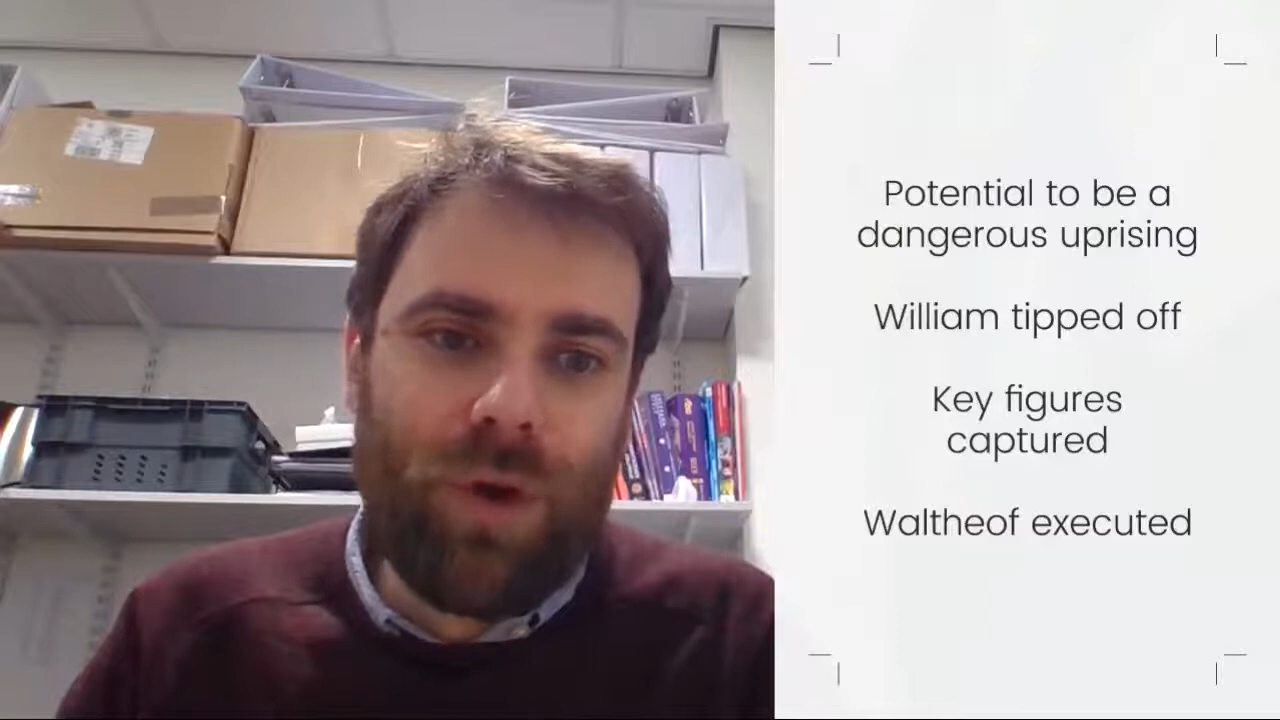 Potential to be a
dangerous uprising
William tipped off
Key figures
captured
Waltheof executed